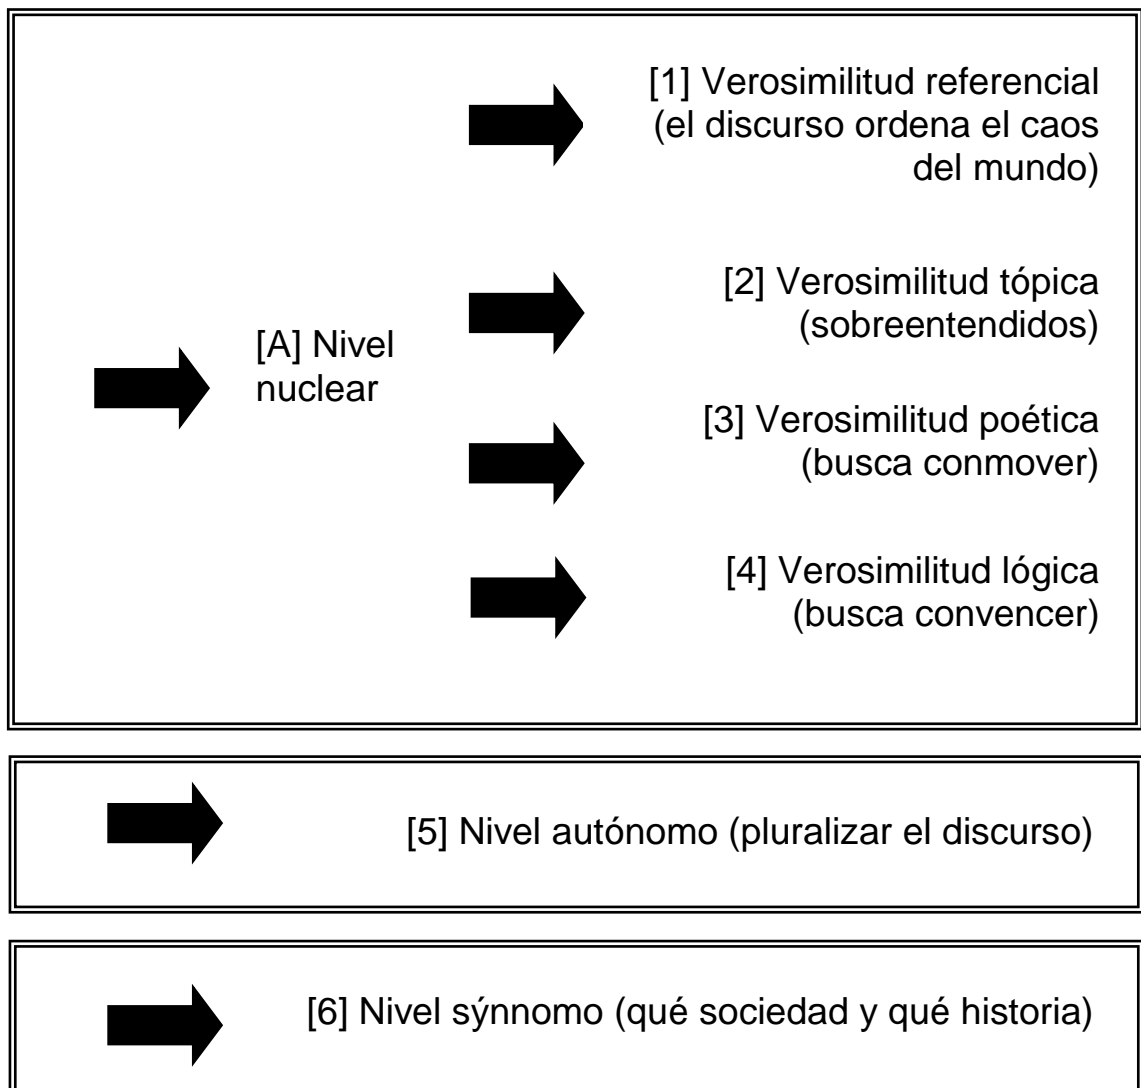 [1] Verosimilitud referencial
(el discurso ordena el caos
del mundo)
[2] Verosimilitud tópica
(sobreentendidos)
[A] Nivel
nuclear
[3] Verosimilitud poética
(busca conmover)
[4] Verosimilitud lógica
(busca convencer)
[5] Nivel autónomo (pluralizar el discurso)
[6] Nivel sýnnomo (qué sociedad y qué historia)